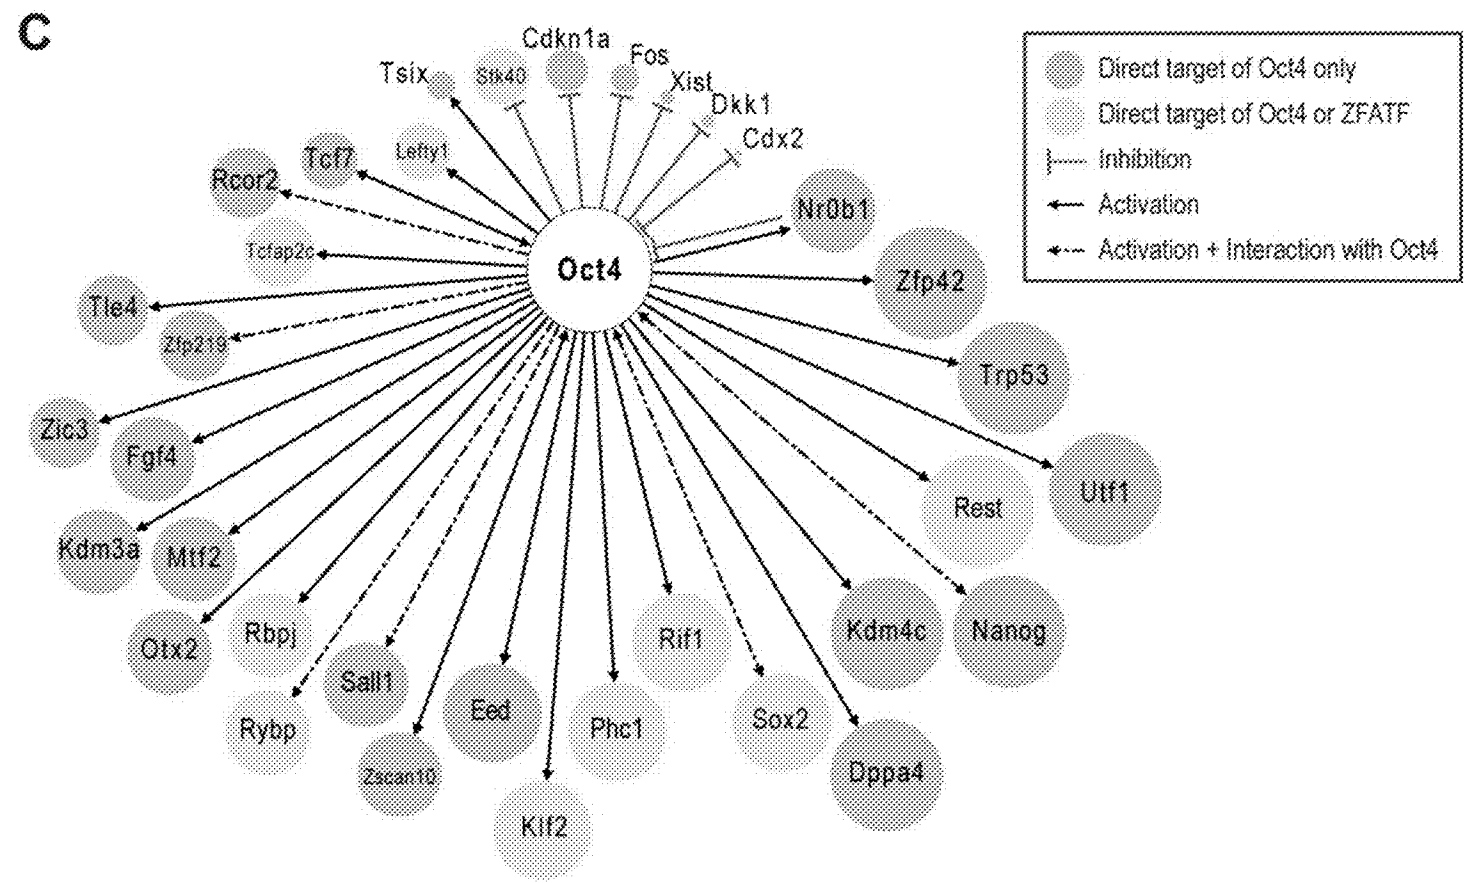 C
Cdkn1a
Tsix
Stk40
Fos
Xist
Dkk1
Cdx2
Lefty1
Tcf7
Rcor2
Nr0b1
Tcfap2c
Oct4
Zfp42
Tle4
Zfp219
Trp53
Zic3
Fgf4
Rest
Utf1
Kdm3a
Mtf2
Otx2
Rbpj
Rif1
Kdm4c
Nanog
Sall1
Rybp
Eed
Phc1
Sox2
Zscan10
Dppa4
Klf2
Direct target of Oct4 only
Direct target of Oct4 or ZFATF
Inhibition
Activation
Activation + Interaction with Oct4